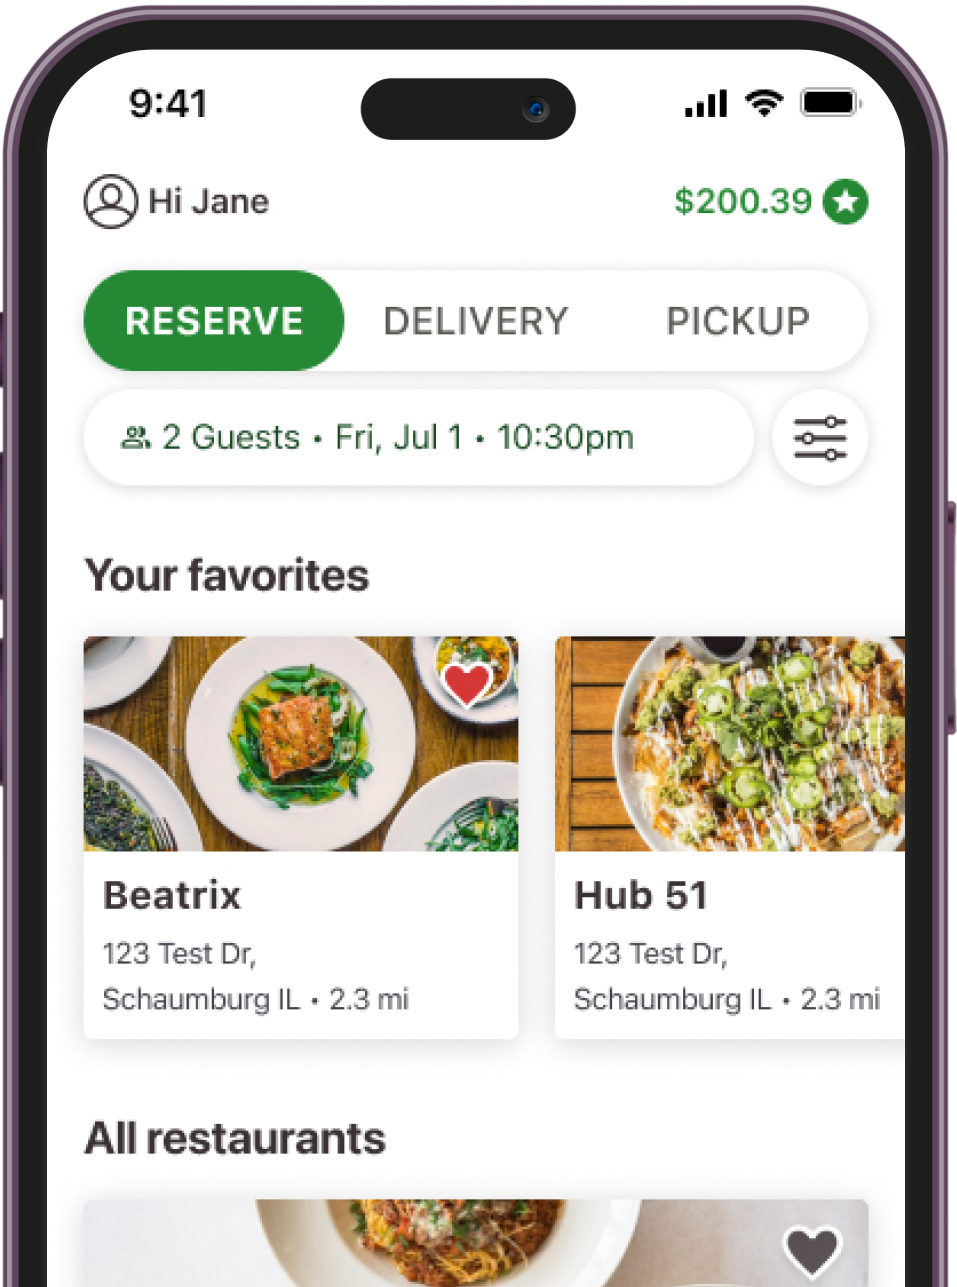 9:41
Hi Jane
$200.39
RESERVE DELIVERY PICKUP
2 Guests • Fri, Jul 1 • 10:30pm
Your favorites
Beatrix
123 Test Dr,
Schaumburg IL • 2.3 mi
Hub 51
123 Test Dr,
Schaumburg IL • 2.3 mi
All restaurants